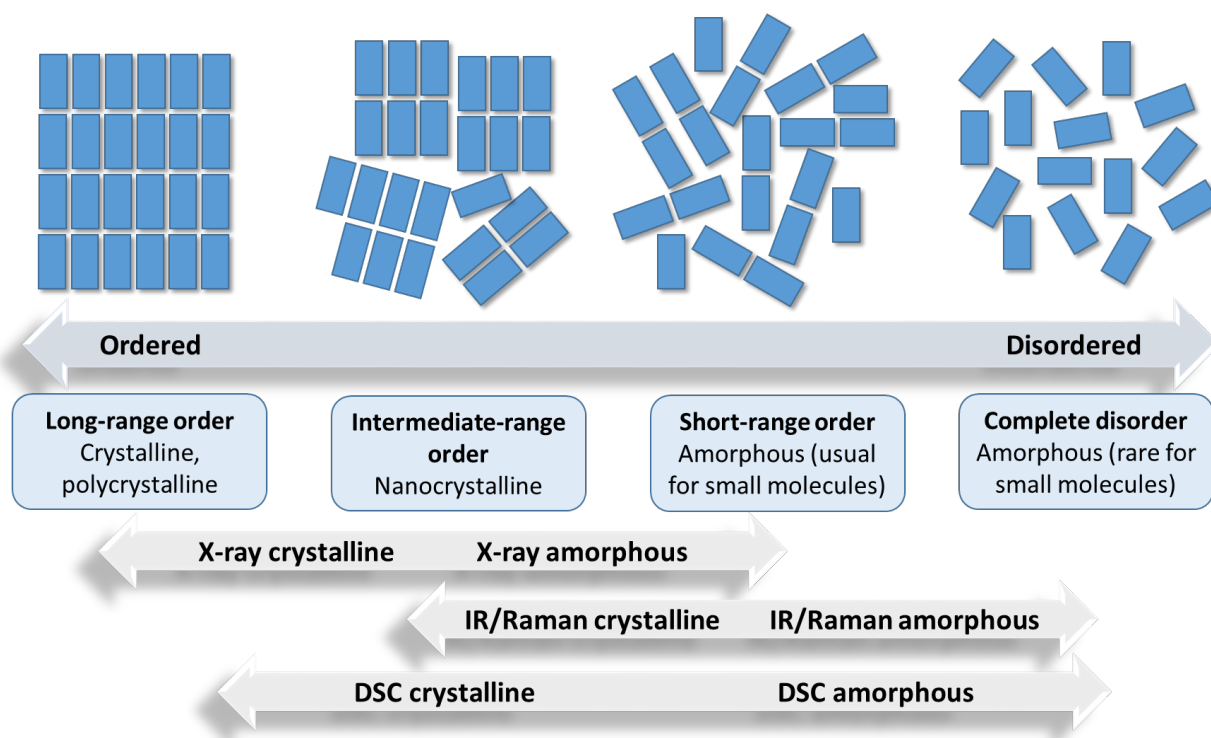 Ordered
Disordered
Long-range order
Crystalline,
polycrystalline
Intermediate-range
order
Nanocrystalline
Short-range order
Amorphous (usual
for small molecules)
Complete disorder
Amorphous (rare for
small molecules)
X-ray crystalline
X-ray amorphous
IR/Raman crystalline
IR/Raman amorphous
DSC crystalline
DSC amorphous